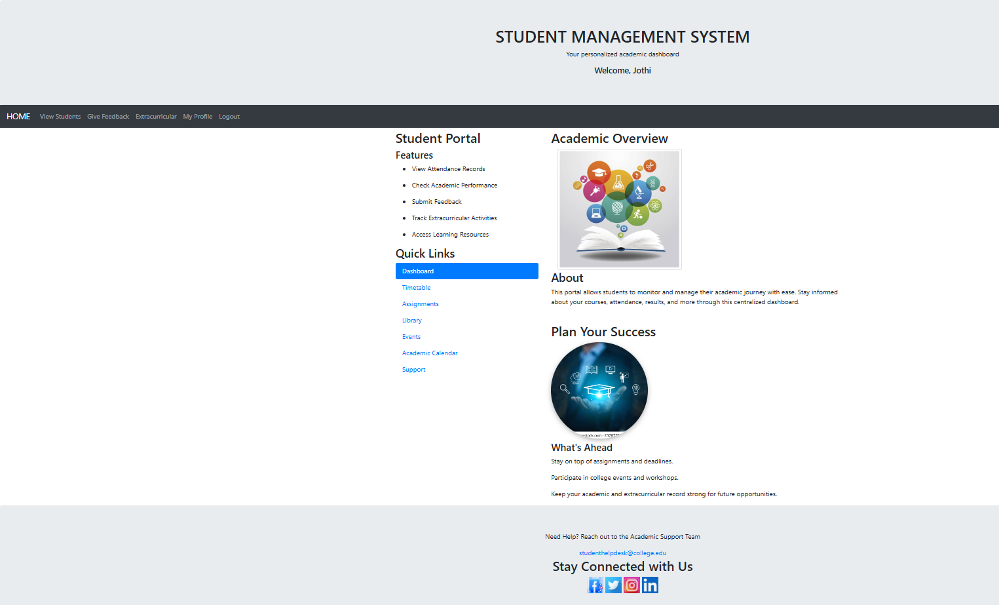 STUDENT MANAGEMENT SYSTEM
Your personalized academic dashboard
Welcome, Jothi
HOME View Students Give Feedback Extracurricular My Profile Logout
Student Portal
Features
View Attendance Records
Check Academic Performance
Submit Feedback
Track Extracurricular Activities
Access Learning Resources
Quick Links
Dashboard
Timetable
Assignments
Library
Events
Academic Calendar
Support
Academic Overview
About
This portal allows students to monitor and manage their academic journey with ease. Stay informed
about your courses, attendance, results, and more through this centralized dashboard.
Plan Your Success
What's Ahead
Stay on top of assignments and deadlines.
Participate in college events and workshops.
Keep your academic and extracurricular record strong for future opportunities.
Need Help? Reach out to the Academic Support Team
studenthelpdesk@college.edu
Stay Connected with Us
in